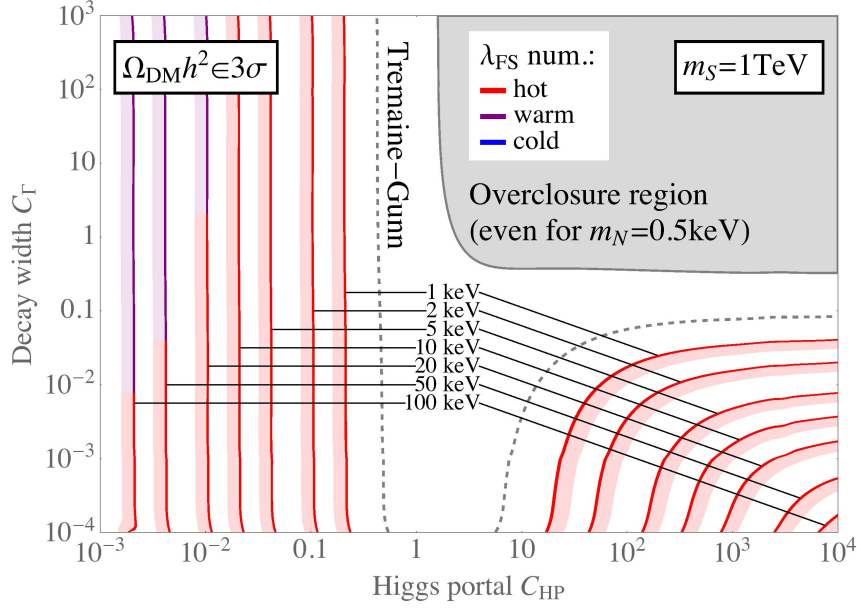 Ω_DM h²∈3σ
Tremaine−Gunn
λ_FS num.:
hot
warm
cold
m_S=1TeV
Overclosure region
(even for m_N=0.5keV)
1 keV
2 keV
5 keV
10 keV
20 keV
50 keV
100 keV
Decay width C_Γ
10³
10²
10
1
0.1
10⁻²
10⁻³
10⁻⁴
10⁻³
10⁻²
0.1
1
10
10²
10³
10⁴
Higgs portal C_HP